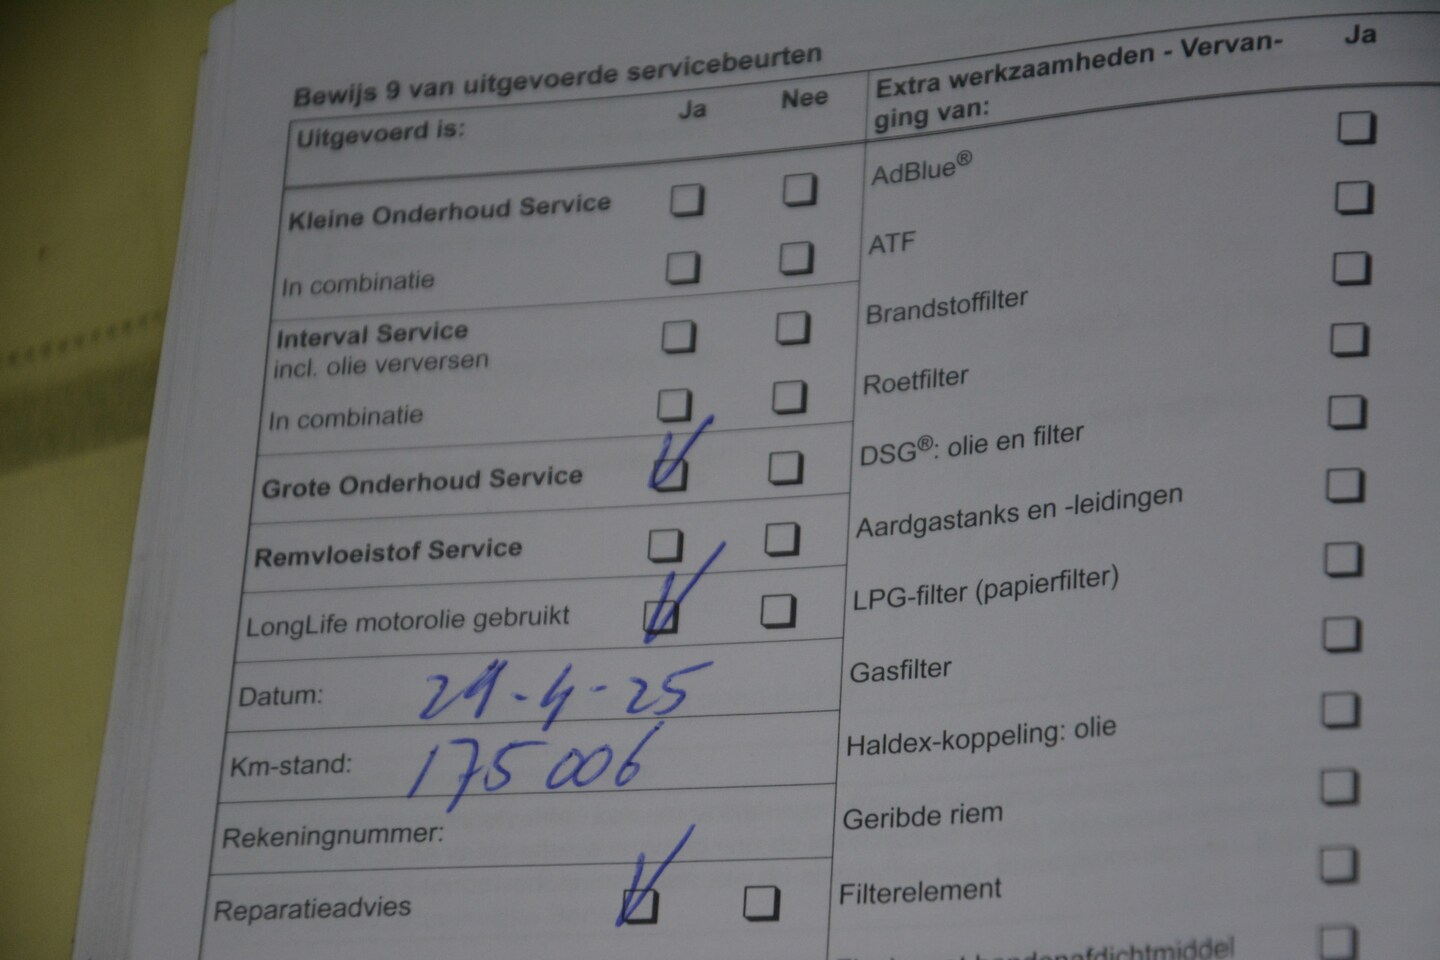 Bewijs 9 van uitgevoerde servicebeurten
Uitgevoerd is: Ja Nee
Kleine Onderhoud Service
In combinatie
Interval Service
incl. olie verversen
In combinatie
Grote Onderhoud Service
Remvloeistof Service
LongLife motorolie gebruikt
Datum: 29-4-25
Km-stand: 175006
Rekeningnummer:
Reparatieadvies
Extra werkzaamheden - Vervan- Ja
ging van:
AdBlue®
ATF
Brandstoffilter
Roetfilter
DSG®: olie en filter
Aardgastanks en -leidingen
LPG-filter (papierfilter)
Gasfilter
Haldex-koppeling: olie
Geribde riem
Filterelement